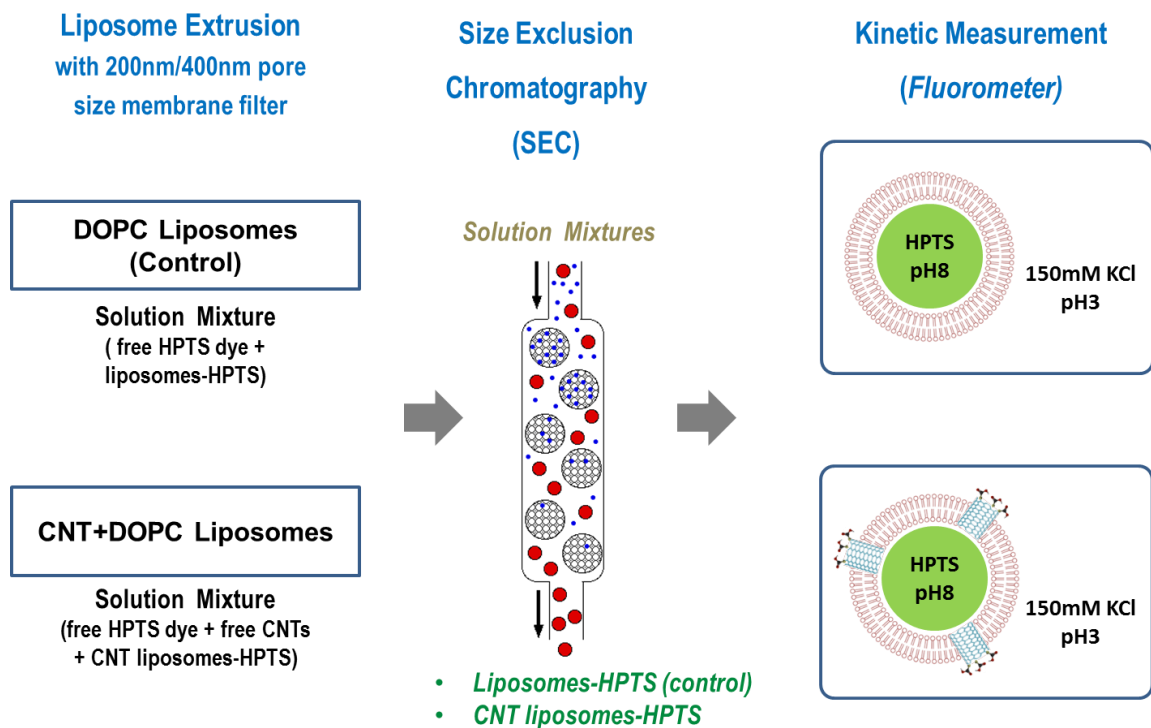 Liposome Extrusion
with 200nm/400nm pore
size membrane filter
DOPC Liposomes
(Control)
Solution Mixture
( free HPTS dye +
liposomes-HPTS)
CNT+DOPC Liposomes
Solution Mixture
(free HPTS dye + free CNTs
+ CNT liposomes-HPTS)
Size Exclusion
Chromatography
(SEC)
Solution Mixtures
• Liposomes-HPTS (control)
• CNT liposomes-HPTS
Kinetic Measurement
(Fluorometer)
HPTS
pH8
150mM KCl
pH3
HPTS
pH8
150mM KCl
pH3